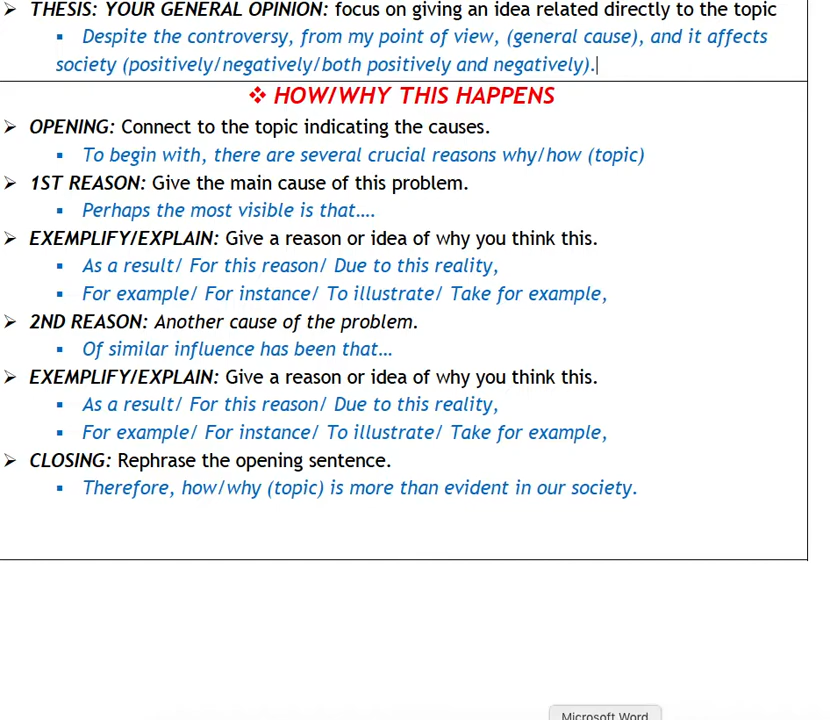 ➢ THESIS: YOUR GENERAL OPINION: focus on giving an idea related directly to the topic
▪ Despite the controversy, from my point of view, (general cause), and it affects
society (positively/negatively/both positively and negatively).
❖ HOW/WHY THIS HAPPENS
➢ OPENING: Connect to the topic indicating the causes.
▪ To begin with, there are several crucial reasons why/how (topic)
➢ 1ST REASON: Give the main cause of this problem.
▪ Perhaps the most visible is that….
➢ EXEMPLIFY/EXPLAIN: Give a reason or idea of why you think this.
▪ As a result/ For this reason/ Due to this reality,
▪ For example/ For instance/ To illustrate/ Take for example,
➢ 2ND REASON: Another cause of the problem.
▪ Of similar influence has been that…
➢ EXEMPLIFY/EXPLAIN: Give a reason or idea of why you think this.
▪ As a result/ For this reason/ Due to this reality,
▪ For example/ For instance/ To illustrate/ Take for example,
➢ CLOSING: Rephrase the opening sentence.
▪ Therefore, how/why (topic) is more than evident in our society.
Microsoft Word